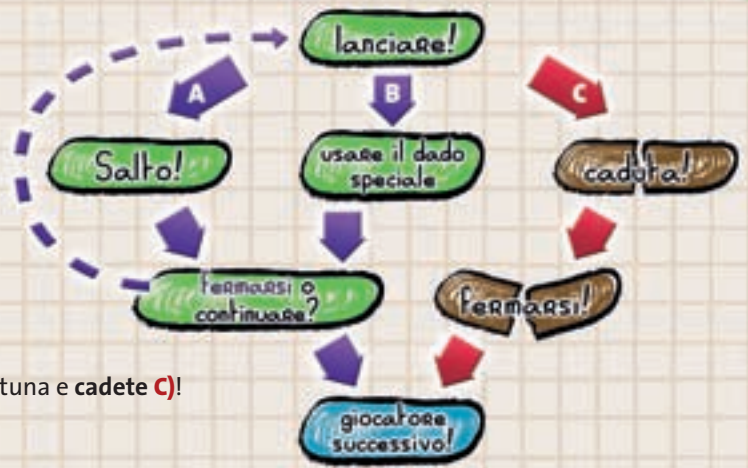 lanciare!
A
B
C
Salto!
usare il dado
speciale
caduta!
fermarsi o
continuare?
fermarsi!
tuna e cadete C)!
giocatore
successivo!